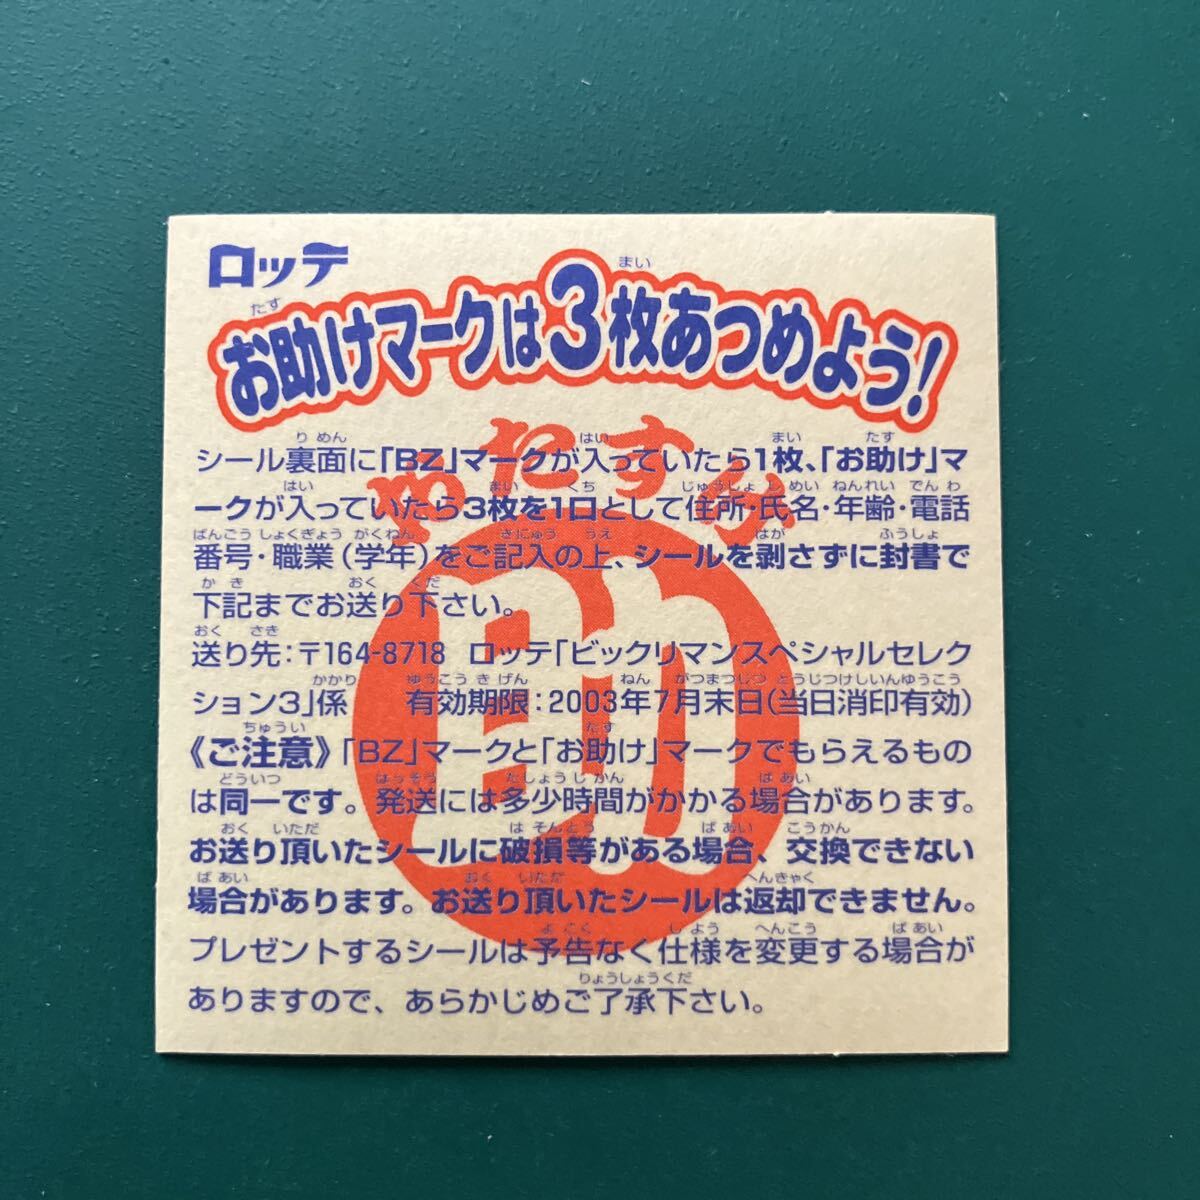 ロッテ
お助けマークは3枚あつめよう!
おたすけ
シール裏面に「BZ」マークが入っていたら1枚、「お助け」マ
ークが入っていたら3枚を1口として住所・氏名・年齢・電話
番号・職業(学年)をご記入の上、シールを剥さずに封書で
下記までお送り下さい。
送り先:〒164-8718 ロッテ「ビックリマンスペシャルセレク
ション3」係 有効期限:2003年7月末日(当日消印有効)
《ご注意》「BZ」マークと「お助け」マークでもらえるもの
は同一です。発送には多少時間がかかる場合があります。
お送り頂いたシールに破損等がある場合、交換できない
場合があります。お送り頂いたシールは返却できません。
プレゼントするシールは予告なく仕様を変更する場合が
ありますので、あらかじめご了承下さい。
助